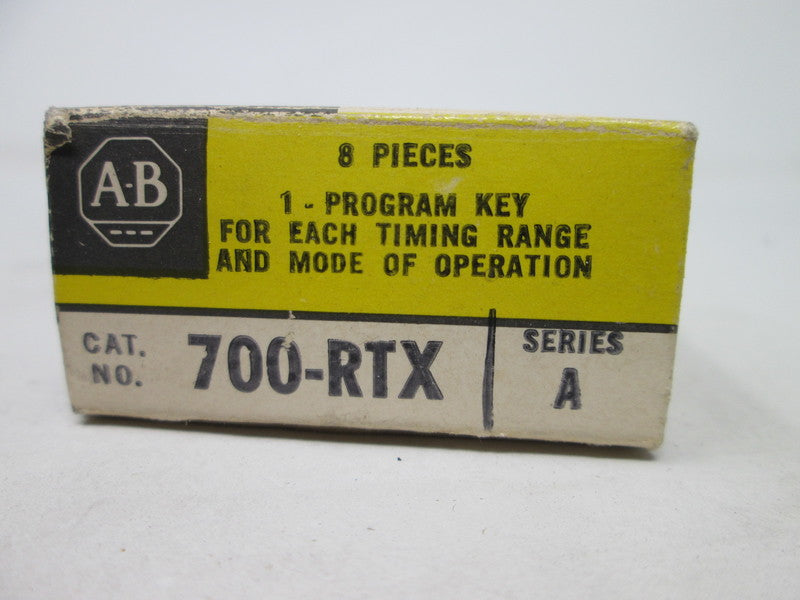 A-B
8 PIECES
1 - PROGRAM KEY
FOR EACH TIMING RANGE
AND MODE OF OPERATION
CAT. NO. 700-RTX
SERIES A